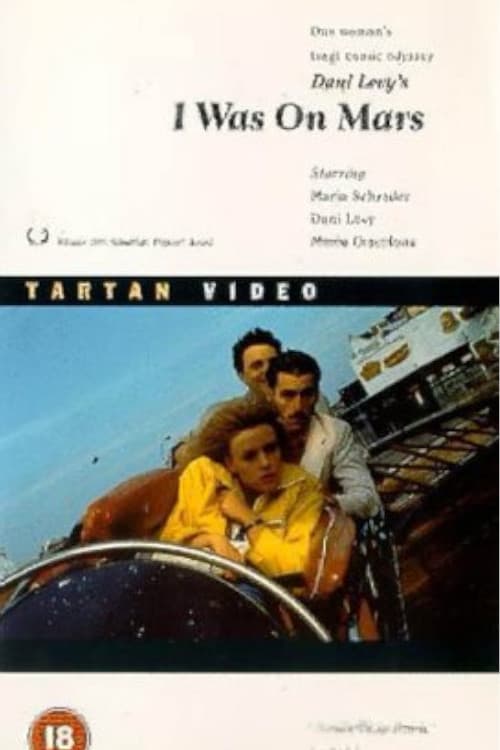 One woman's
tragi comic odyssey
Dani Levy's
I Was On Mars
Starring
Maria Schrader
Dani Levy
Mario Giacalone
TARTAN VIDEO
18